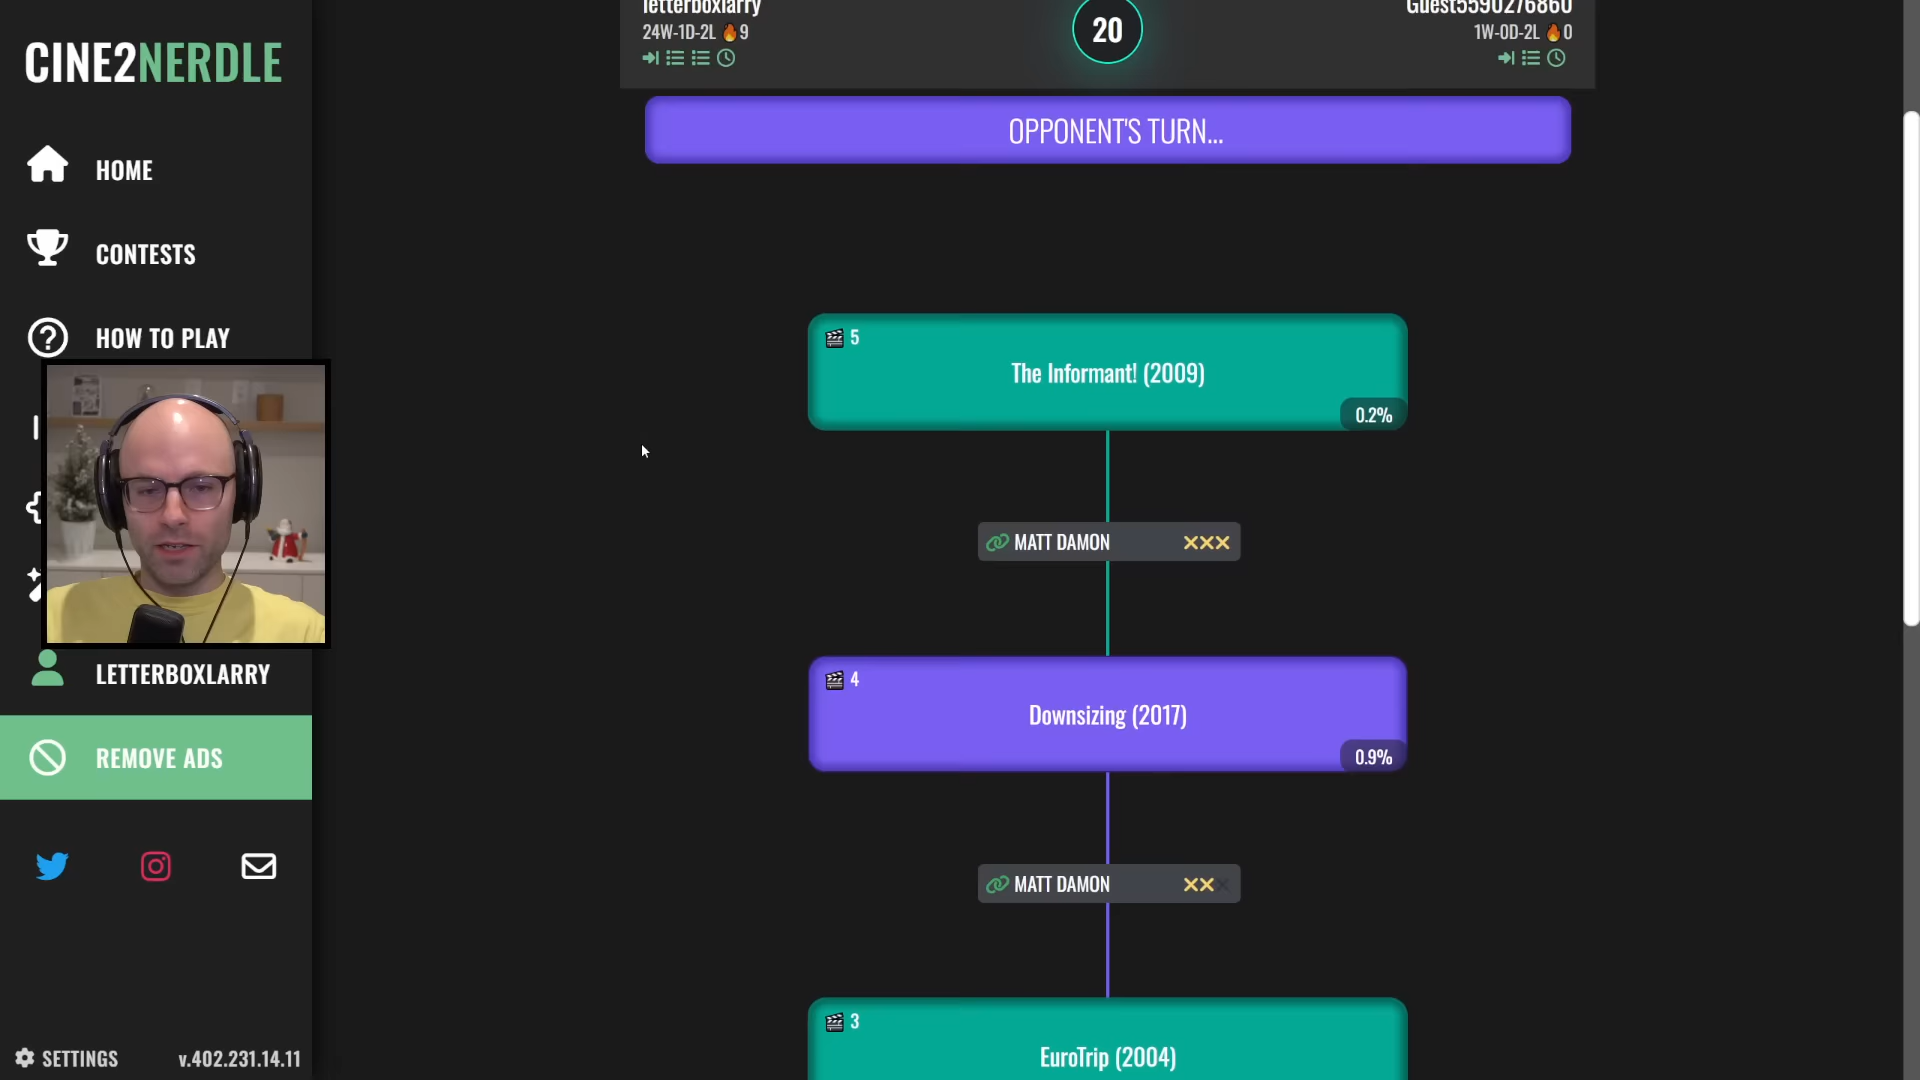 letterboxlarry
24W-1D-2L 🔥9
20
Guest5590276860
1W-0D-2L 🔥0
CINE2NERDLE
HOME
CONTESTS
HOW TO PLAY
LETTERBOXLARRY
REMOVE ADS
SETTINGS
v.402.231.14.11
OPPONENT'S TURN...
5
The Informant! (2009)
0.2%
MATT DAMON
4
Downsizing (2017)
0.9%
MATT DAMON
3
EuroTrip (2004)